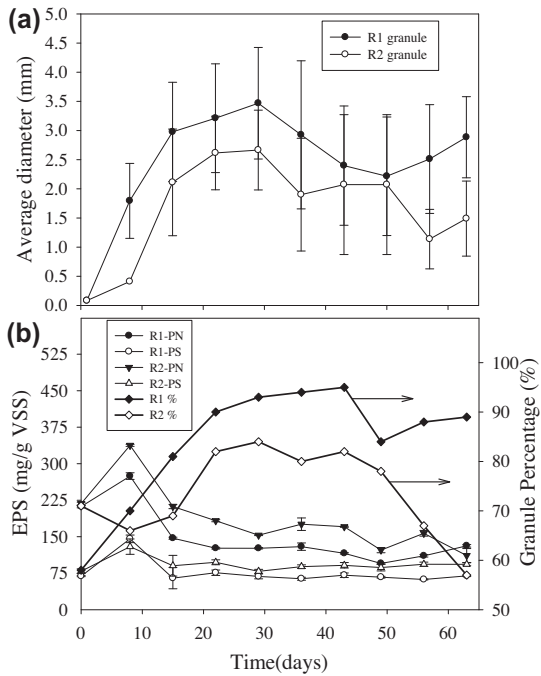 (a)
5.0
4.5
4.0
3.5
3.0
2.5
2.0
1.5
1.0
0.5
0.0
Average diameter (mm)
R1 granule
R2 granule
(b)
525
450
375
300
225
150
75
0
EPS (mg/g VSS)
R1-PN
R1-PS
R2-PN
R2-PS
R1 %
R2 %
100
90
80
70
60
50
Granule Percentage (%)
0 10 20 30 40 50 60
Time(days)